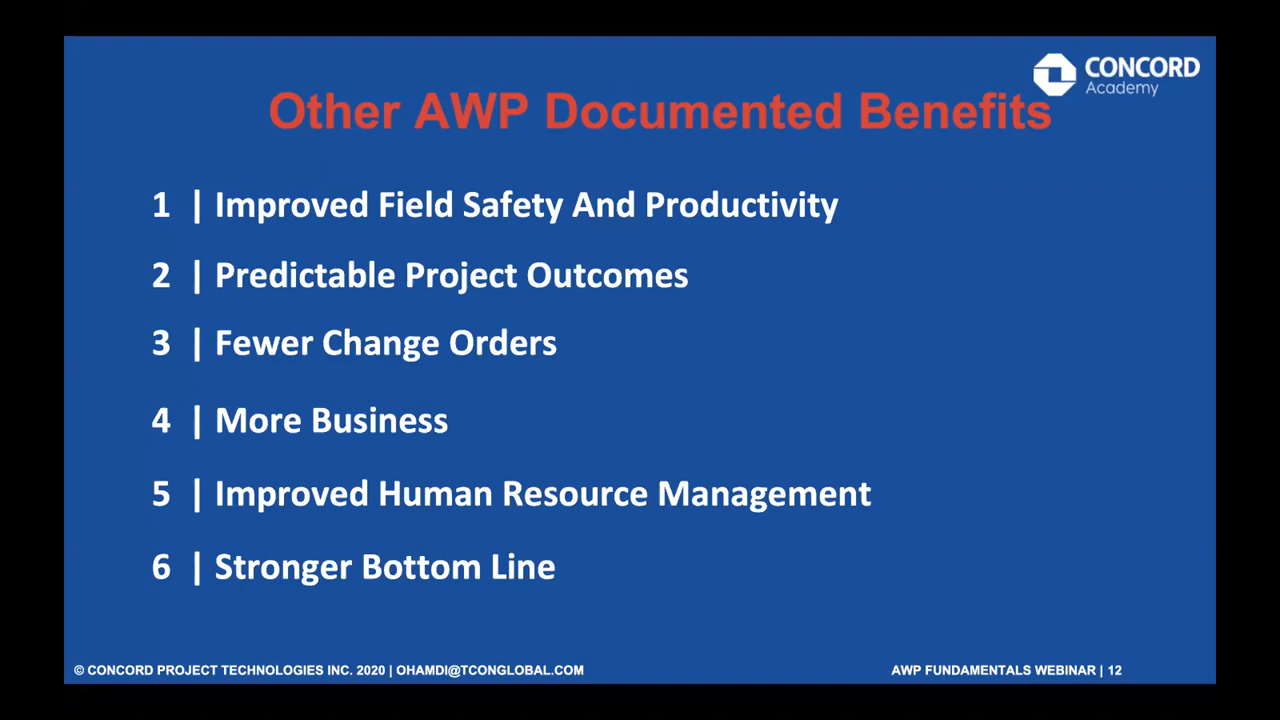 CONCORD
Academy
Other AWP Documented Benefits
1 | Improved Field Safety And Productivity
2 | Predictable Project Outcomes
3 | Fewer Change Orders
4 | More Business
5 | Improved Human Resource Management
6 | Stronger Bottom Line
© CONCORD PROJECT TECHNOLOGIES INC. 2020 | OHAMDI@TCONGLOBAL.COM
AWP FUNDAMENTALS WEBINAR | 12